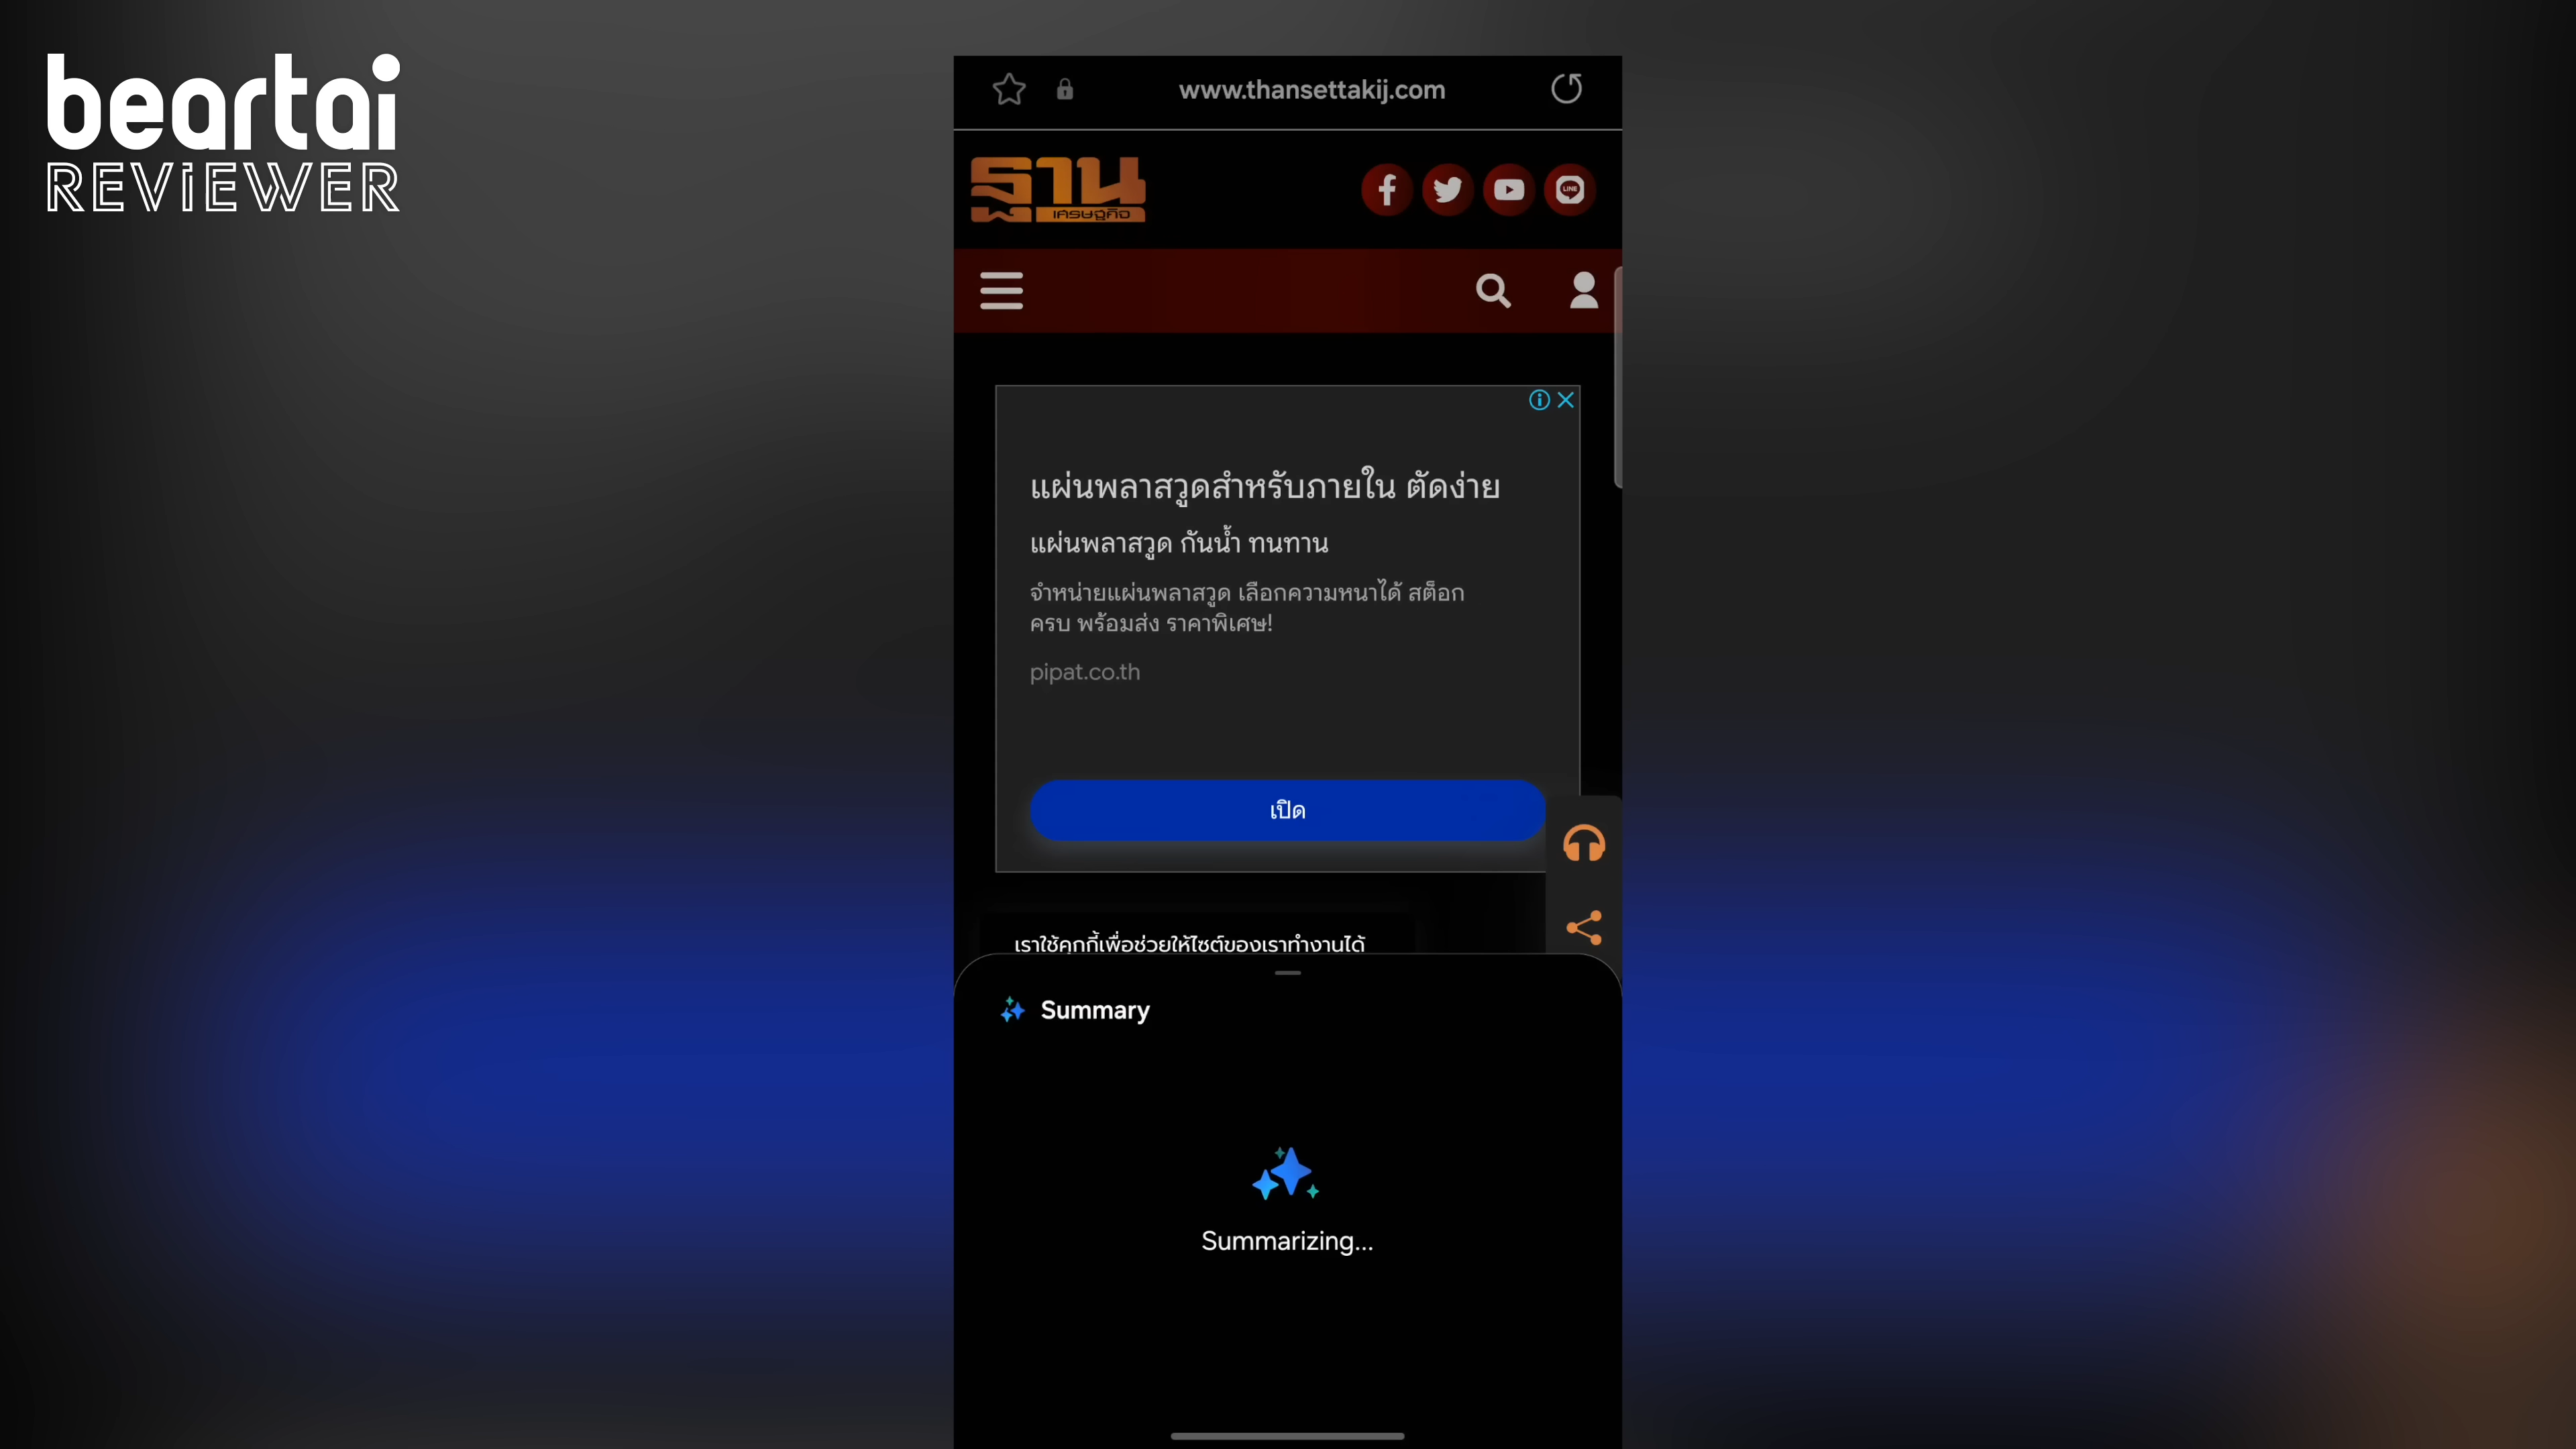 beartai
REViEWER
www.thansettakij.com
ฐาน
เศรษฐกิจ
LINE
แผ่นพลาสวูดสำหรับภายใน ตัดง่าย
แผ่นพลาสวูด กันน้ำ ทนทาน
จำหน่ายแผ่นพลาสวูด เลือกความหนาได้ สต็อก
ครบ พร้อมส่ง ราคาพิเศษ!
pipat.co.th
เปิด
เราใช้คุกกี้เพื่อช่วยให้ไซต์ของเราทำงานได้
Summary
Summarizing...